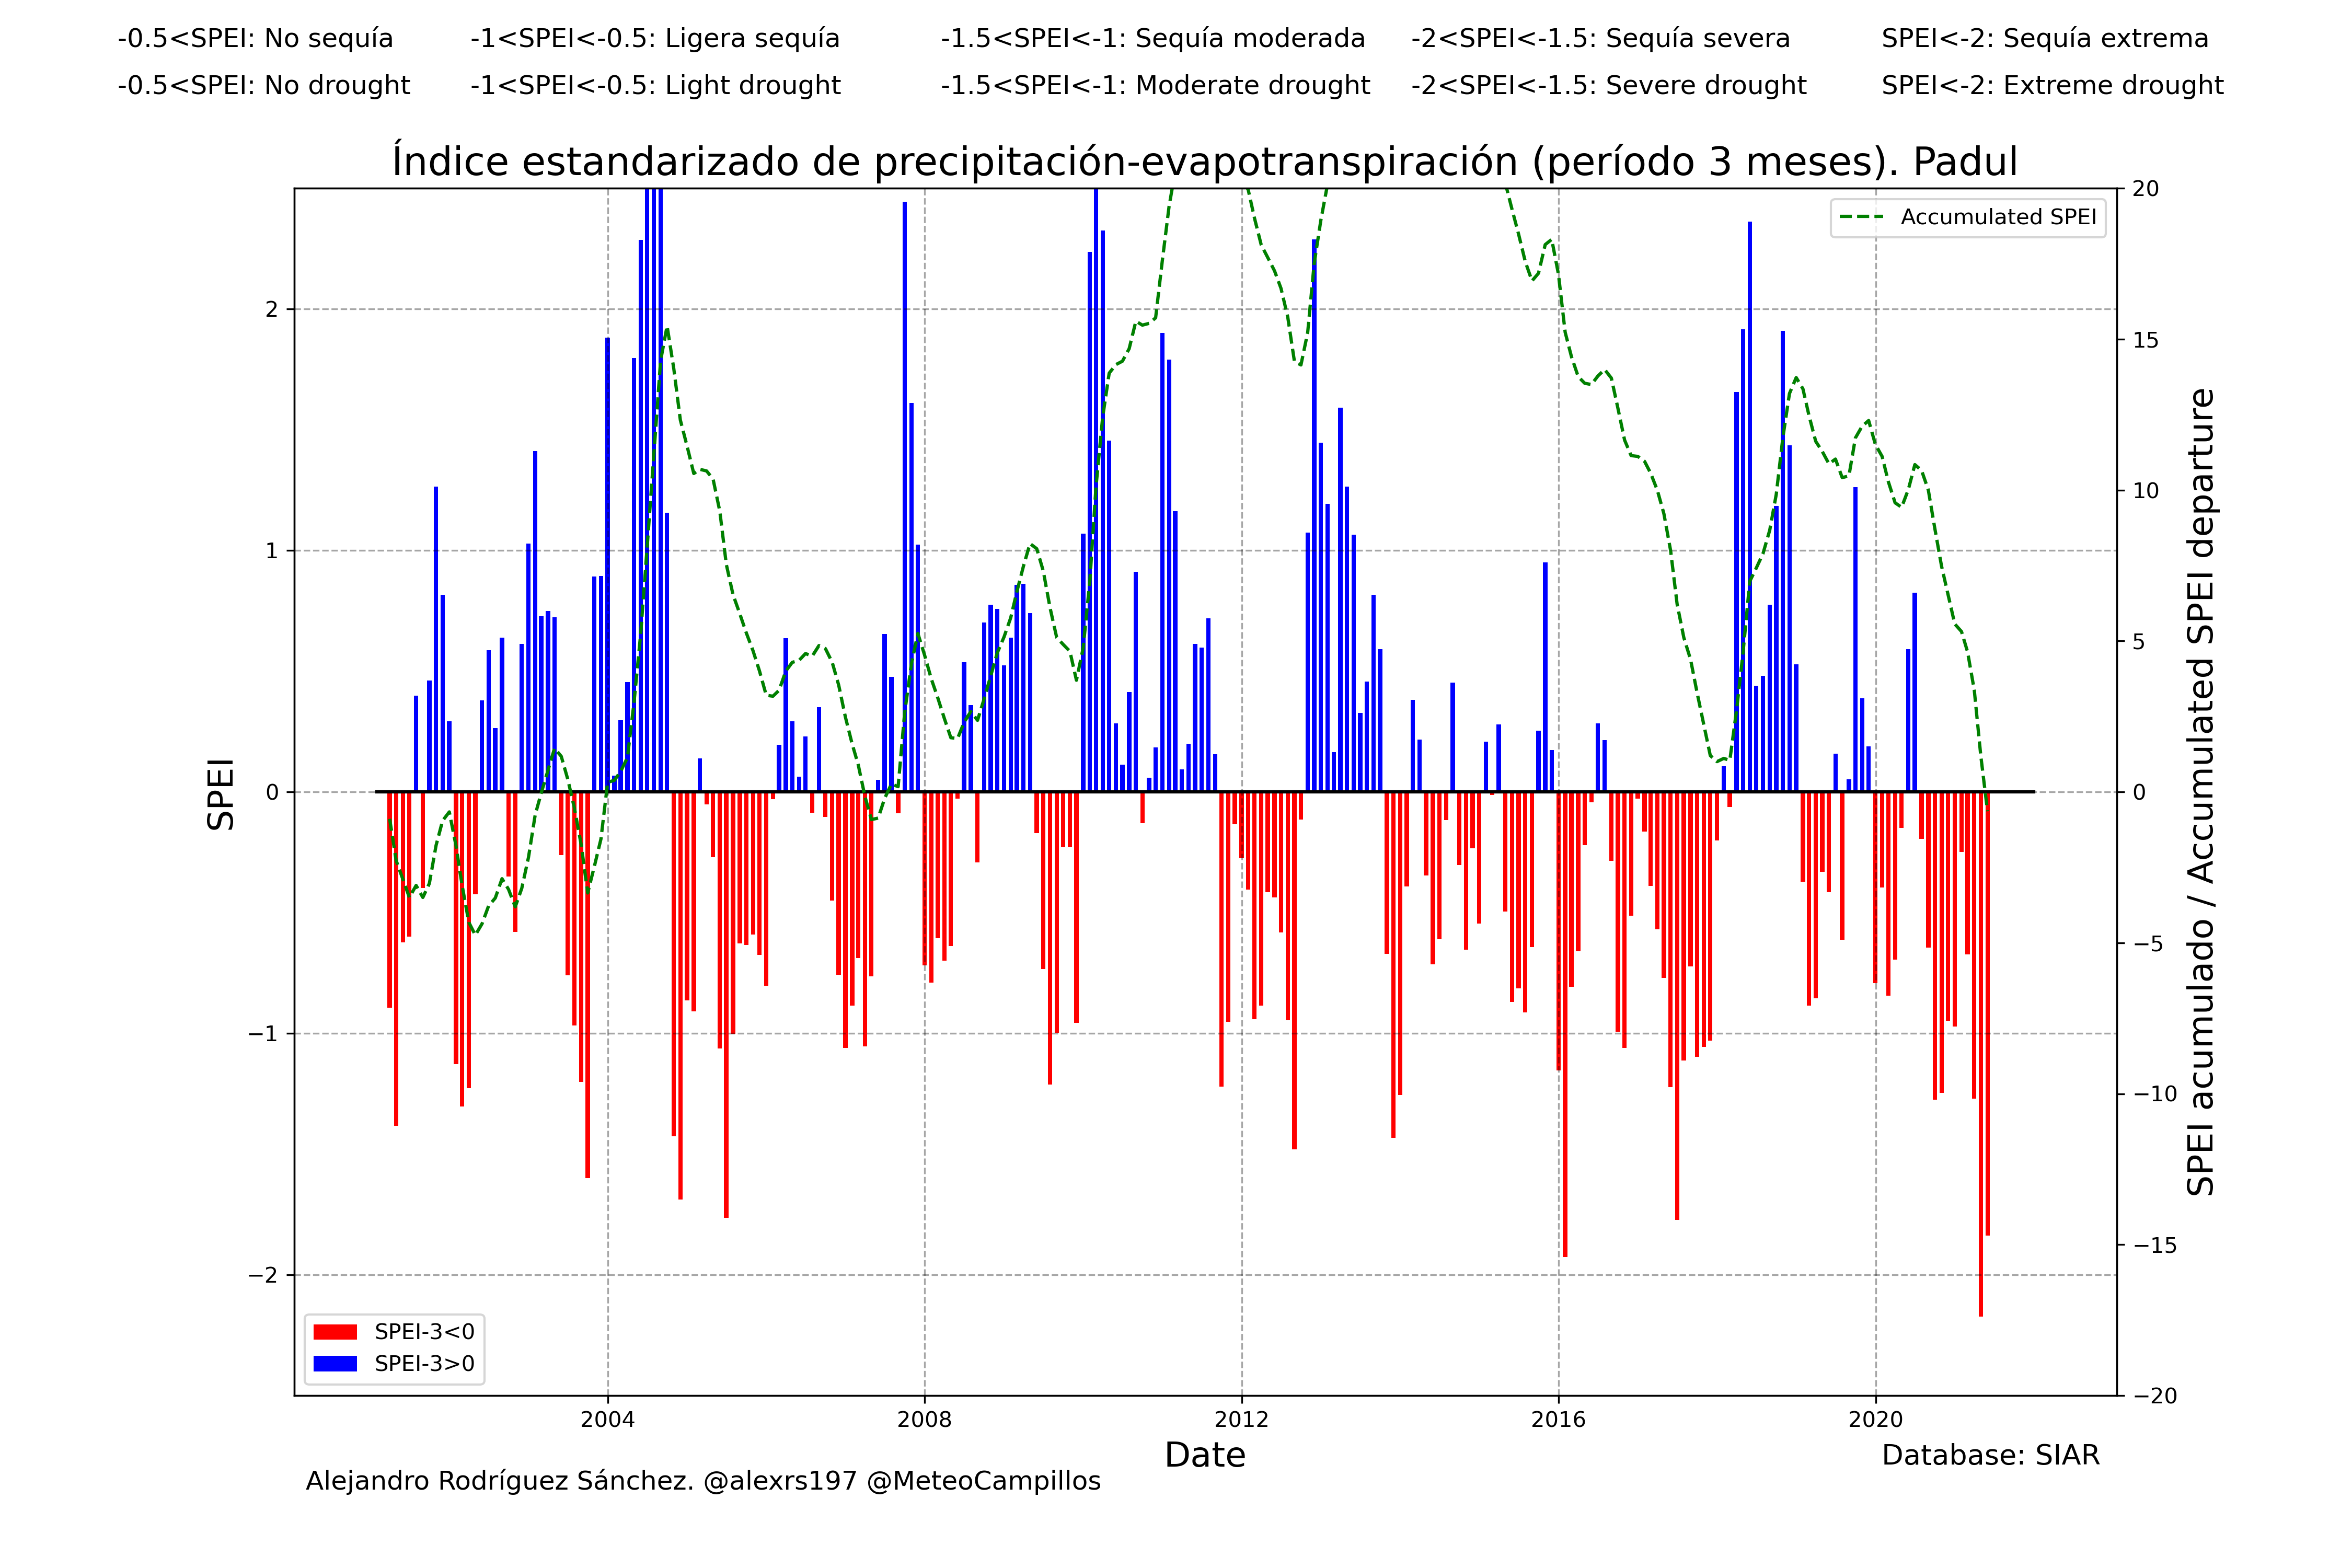 -0.5<SPEI: No sequía -1<SPEI<-0.5: Ligera sequía -1.5<SPEI<-1: Sequía moderada -2<SPEI<-1.5: Sequía severa SPEI<-2: Sequía extrema
-0.5<SPEI: No drought -1<SPEI<-0.5: Light drought -1.5<SPEI<-1: Moderate drought -2<SPEI<-1.5: Severe drought SPEI<-2: Extreme drought
Índice estandarizado de precipitación-evapotranspiración (período 3 meses). Padul
SPEI
2
1
0
−1
−2
Accumulated SPEI
20
15
10
5
0
−5
−10
−15
−20
SPEI acumulado / Accumulated SPEI departure
SPEI-3<0
SPEI-3>0
2004 2008 2012 2016 2020
Date
Database: SIAR
Alejandro Rodríguez Sánchez. @alexrs197 @MeteoCampillos